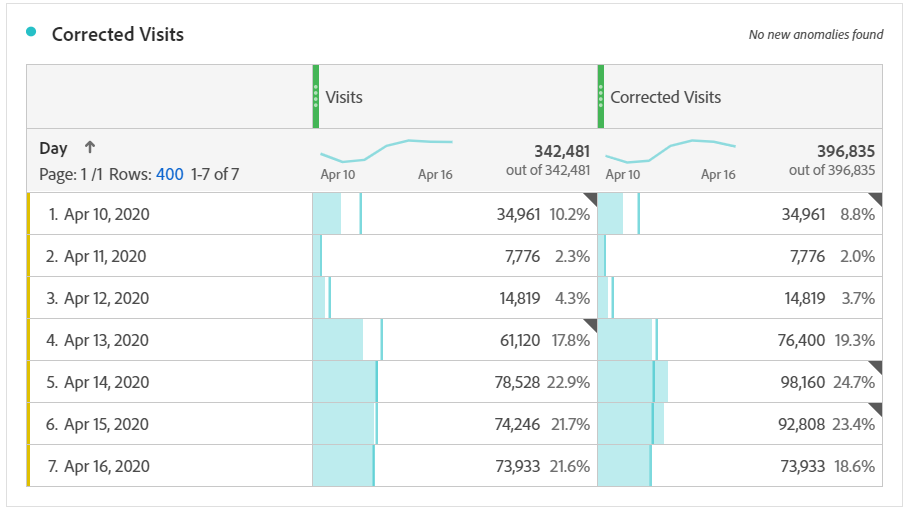 Corrected Visits
No new anomalies found
Visits
Corrected Visits
Day ↑
Page: 1 /1 Rows: 400 1-7 of 7
Apr 10 Apr 16
342,481
out of 342,481
Apr 10 Apr 16
396,835
out of 396,835
1. Apr 10, 2020 34,961 10.2% 34,961 8.8%
2. Apr 11, 2020 7,776 2.3% 7,776 2.0%
3. Apr 12, 2020 14,819 4.3% 14,819 3.7%
4. Apr 13, 2020 61,120 17.8% 76,400 19.3%
5. Apr 14, 2020 78,528 22.9% 98,160 24.7%
6. Apr 15, 2020 74,246 21.7% 92,808 23.4%
7. Apr 16, 2020 73,933 21.6% 73,933 18.6%